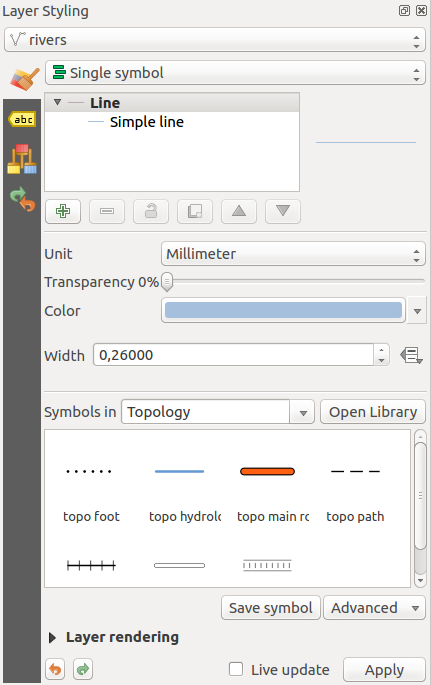 Layer Styling
rivers
Single symbol
abc
Line
Simple line
Unit Millimeter
Transparency 0%
Color
Width 0,26000
Symbols in Topology Open Library
topo foot topo hydrolo topo main ro topo path
Save symbol Advanced
Layer rendering
Live update Apply